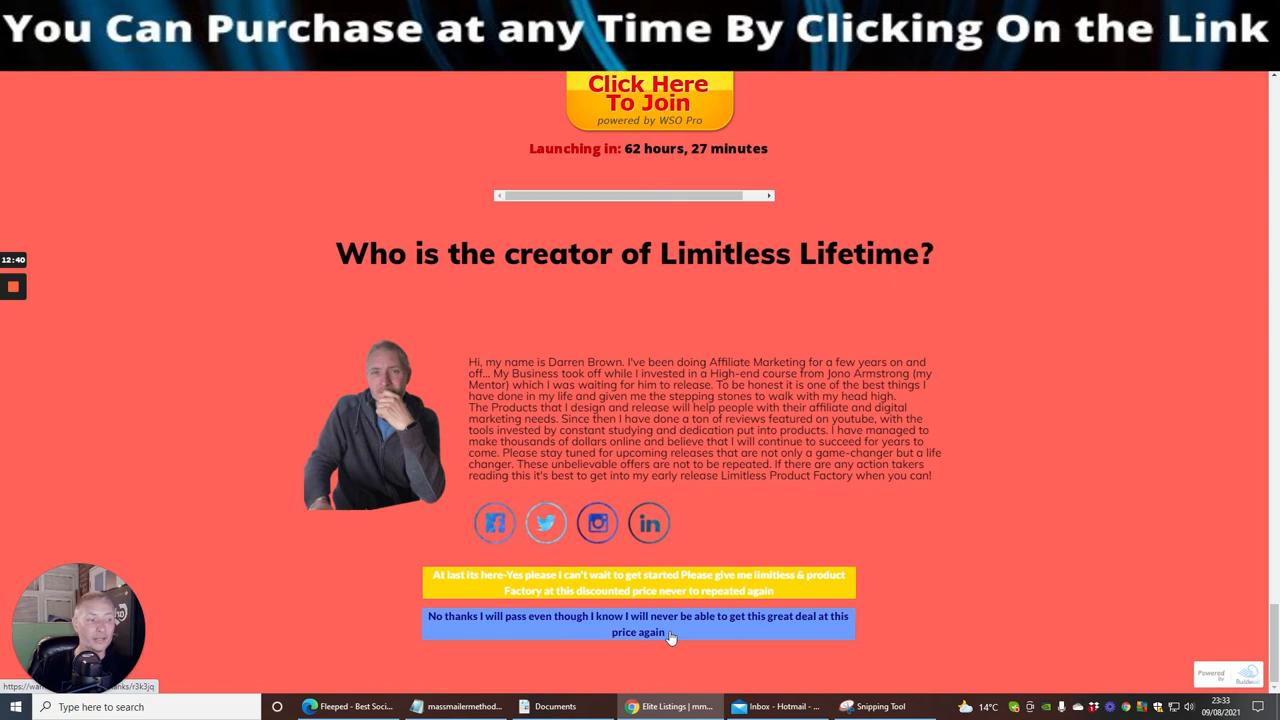 You Can Purchase at any Time By Clicking On the Link
Click Here
To Join
powered by WSO Pro
Launching in: 62 hours, 27 minutes
12:40
Who is the creator of Limitless Lifetime?
Hi, my name is Darren Brown. I've been doing Affiliate Marketing for a few years on and
off... My Business took off while I invested in a High-end course from Jono Armstrong (my
Mentor) which I was waiting for him to release. To be honest it is one of the best things I
have done in my life and given me the stepping stones to walk with my head high.
The Products that I design and release will help people with their affiliate and digital
marketing needs. Since then I have done a ton of reviews featured on youtube, with the
tools invested by constant studying and dedication put into products. I have managed to
make thousands of dollars online and believe that I will continue to succeed for years to
come. Please stay tuned for upcoming releases that are not only a game-changer but a life
changer. These unbelievable offers are not to be repeated. If there are any action takers
reading this it's best to get into my early release Limitless Product Factory when you can!
At last its here-Yes please I can't wait to get started Please give me limitless & product
Factory at this discounted price never to repeated again
No thanks I will pass even though I know I will never be able to get this great deal at this
price again
Powered
by
https://warr
anks/r3k3jq
Type here to search
Fleeped - Best Soci...
massmailermethod...
Documents
Elite Listings | mm...
Inbox - Hotmail - ...
Snipping Tool
14°C
23:33
09/08/2021